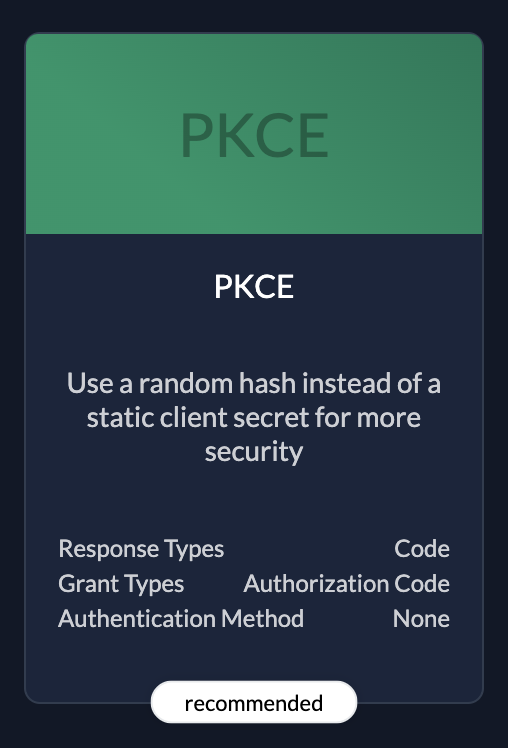 PKCE
PKCE
Use a random hash instead of a
static client secret for more
security
Response Types Code
Grant Types Authorization Code
Authentication Method None
recommended